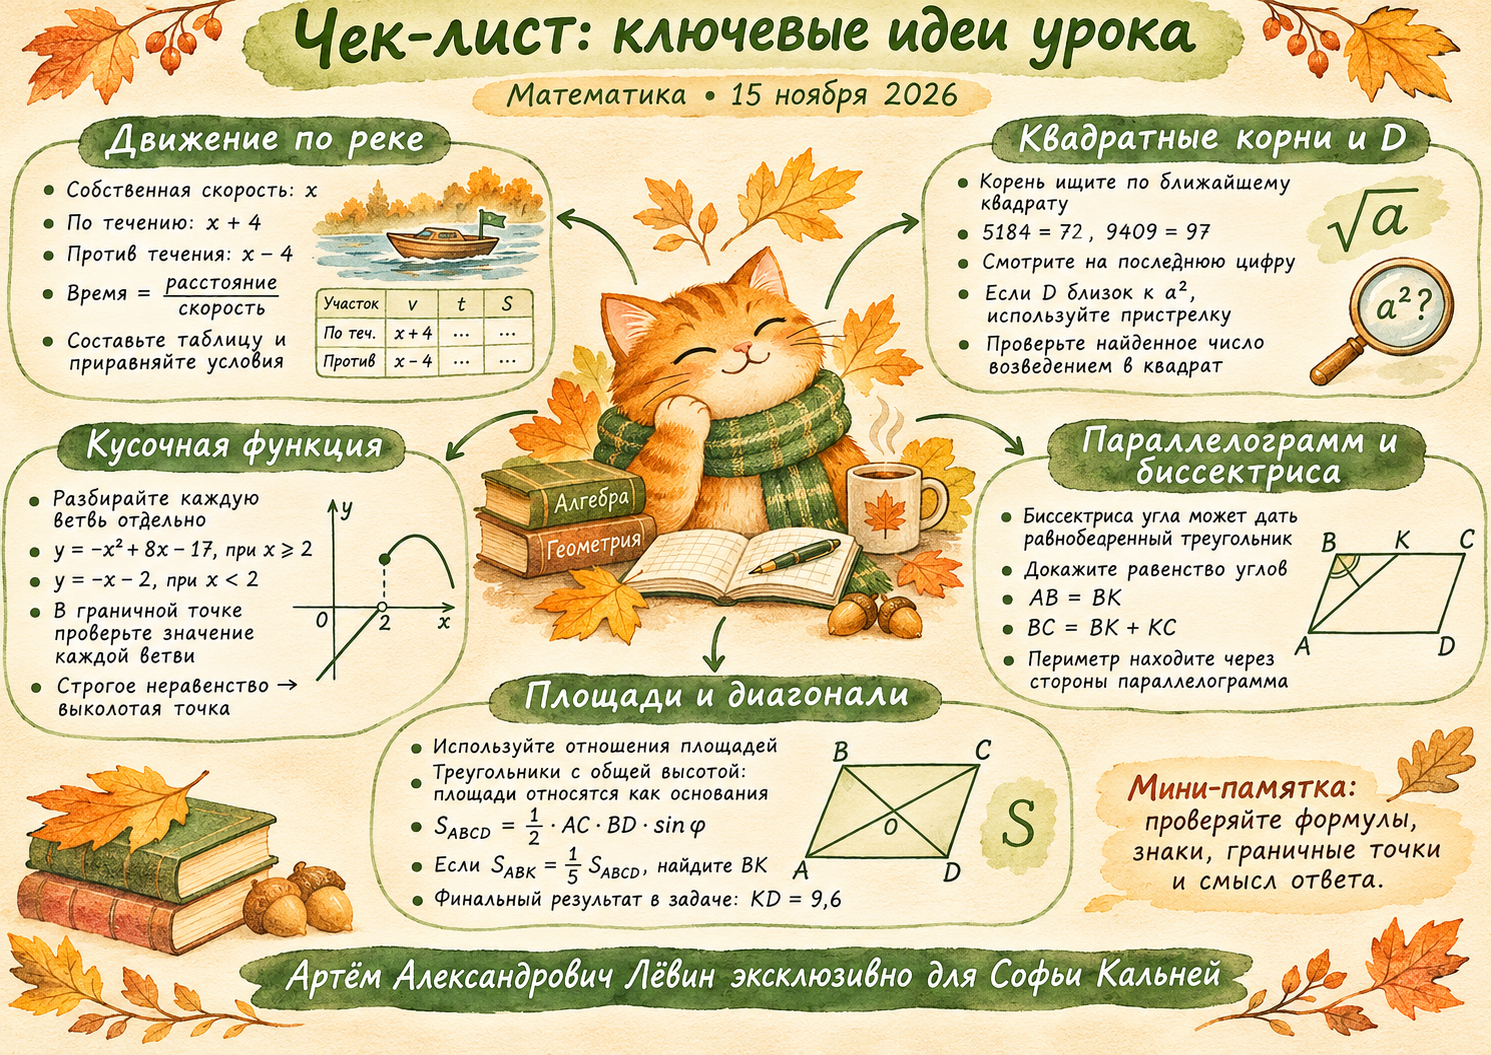 Чек-лист: ключевые идеи урока
Математика • 15 ноября 2026
Движение по реке
• Собственная скорость: x
• По течению: x + 4
• Против течения: x – 4
• Время = расстояние / скорость
• Составьте таблицу и
приравняйте условия
Участок v t S
По теч. x + 4 ... ...
Против x – 4 ... ...
Квадратные корни и D
• Корень ищите по ближайшему
квадрату
• 5184 = 72, 9409 = 97
• Смотрите на последнюю цифру
• Если D близок к a²,
используйте пристрелку
• Проверьте найденное число
возведением в квадрат
√a
a²?
Кусочная функция
• Разбирайте каждую
ветвь отдельно
• y = –x² + 8x – 17, при x ⩾ 2
• y = –x – 2, при x < 2
• В граничной точке
проверьте значение
каждой ветви
• Строгое неравенство →
выколотая точка
y
0 2 x
Алгебра
Геометрия
Параллелограмм и
биссектриса
• Биссектриса угла может дать
равнобеаренный треугольник
• Докажите равенство углов
• AB = BK
• BC = BK + KC
• Периметр находите через
стороны параллелограмма
B K C
A D
Площади и диагонали
• Используйте отношения площадей
• Треугольники с общей высотой:
площади относятся как основания
• S_ABCD = 1/2 · AC · BD · sin φ
• Если S_ABK = 1/5 S_ABCD, найдите BK
• Финальный результат в задаче: KD = 9,6
B C
O
A D
S
Мини-памятка:
проверяйте формулы,
знаки, граничные точки
и смысл ответа.
Артём Александрович Лёвин эксклюзивно для Софьи Кальней